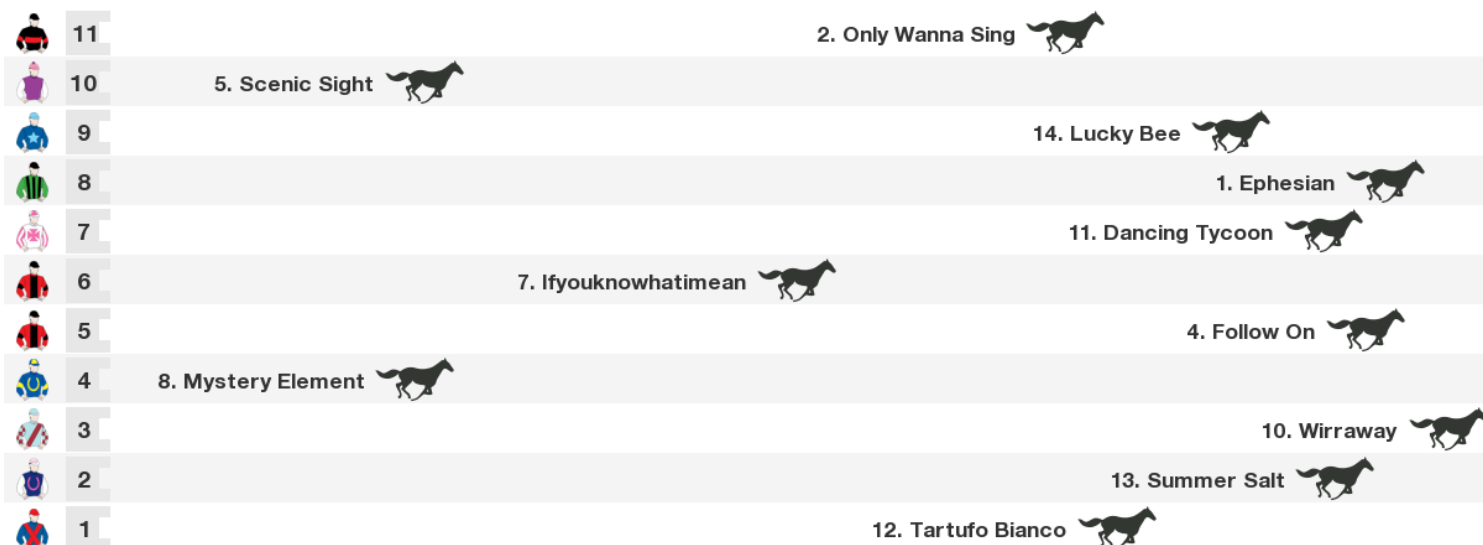 11 2. Only Wanna Sing
10 5. Scenic Sight
9 14. Lucky Bee
8 1. Ephesian
7 11. Dancing Tycoon
6 7. Ifyouknowhatimean
5 4. Follow On
4 8. Mystery Element
3 10. Wirraway
2 13. Summer Salt
1 12. Tartufo Bianco